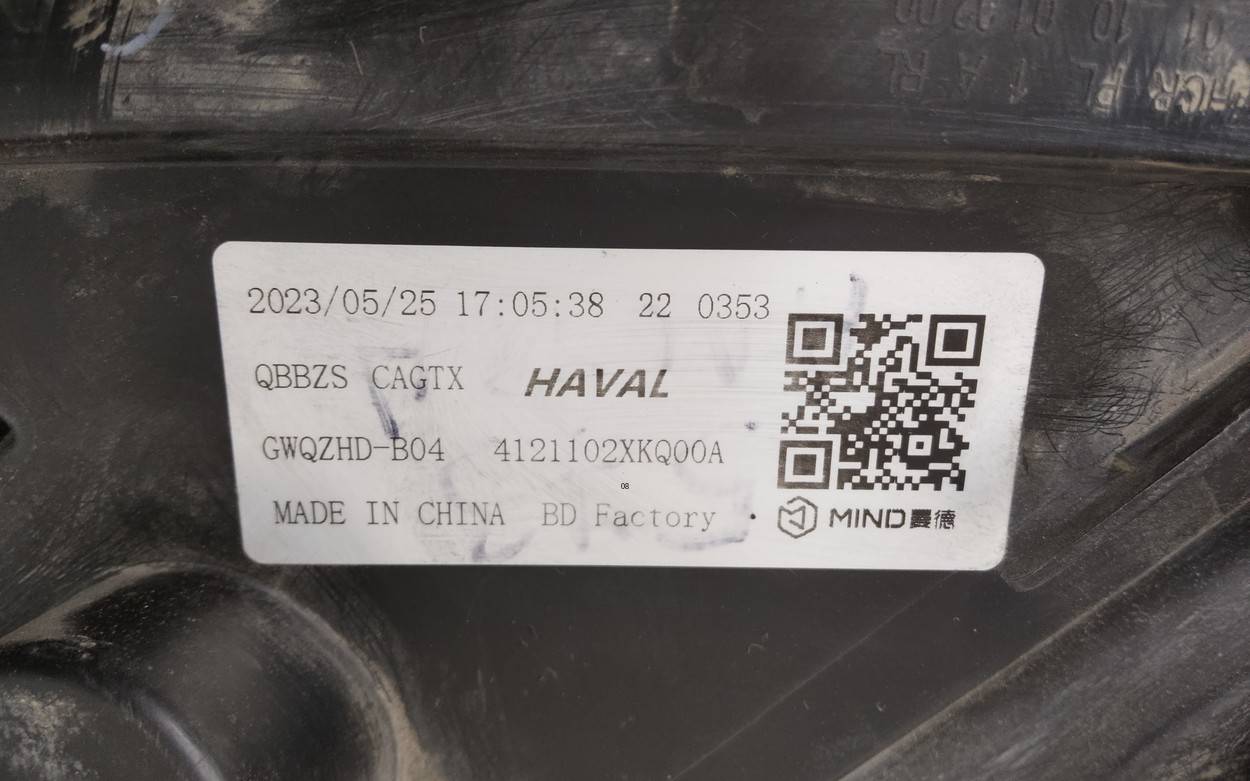 2023/05/25 17:05:38 22 0353
QBBZS CAGTX HAVAL
GWQZHD-B04 4121102XKQ00A
08
MADE IN CHINA BD Factory
MIND曼德